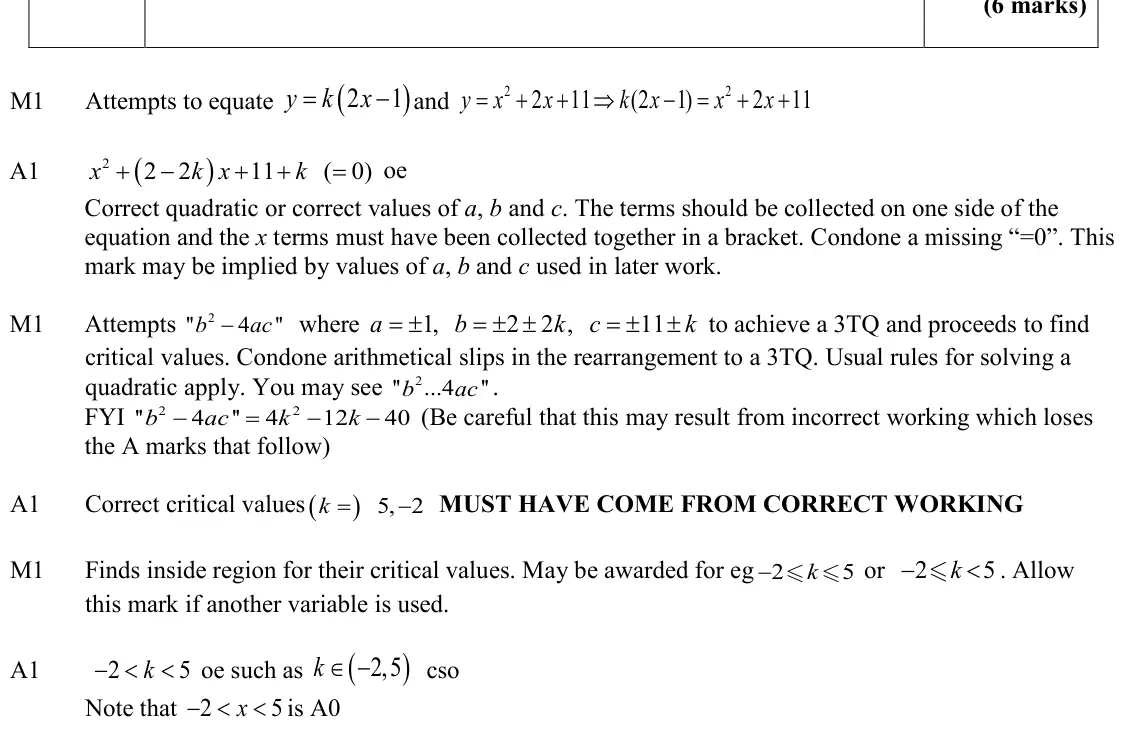 (6 marks)
M1 Attempts to equate y = k(2x−1) and y = x² + 2x + 11 ⇒ k(2x−1) = x² + 2x + 11
A1 x² + (2 − 2k)x + 11 + k (= 0) oe
Correct quadratic or correct values of a, b and c. The terms should be collected on one side of the
equation and the x terms must have been collected together in a bracket. Condone a missing “=0”. This
mark may be implied by values of a, b and c used in later work.
M1 Attempts "b² − 4ac" where a = ±1, b = ±2 ± 2k, c = ±11 ± k to achieve a 3TQ and proceeds to find
critical values. Condone arithmetical slips in the rearrangement to a 3TQ. Usual rules for solving a
quadratic apply. You may see "b²...4ac".
FYI "b² − 4ac" = 4k² − 12k − 40 (Be careful that this may result from incorrect working which loses
the A marks that follow)
A1 Correct critical values (k =) 5, −2 MUST HAVE COME FROM CORRECT WORKING
M1 Finds inside region for their critical values. May be awarded for eg −2 ⩽ k ⩽ 5 or −2 ⩽ k < 5. Allow
this mark if another variable is used.
A1 −2 < k < 5 oe such as k ∈ (−2, 5) cso
Note that −2 < x < 5 is A0